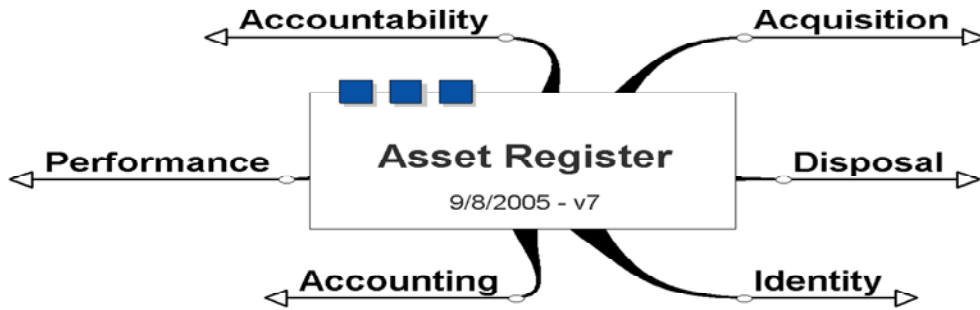 Accountability
Acquisition
Performance
Asset Register
9/8/2005 - v7
Disposal
Accounting
Identity